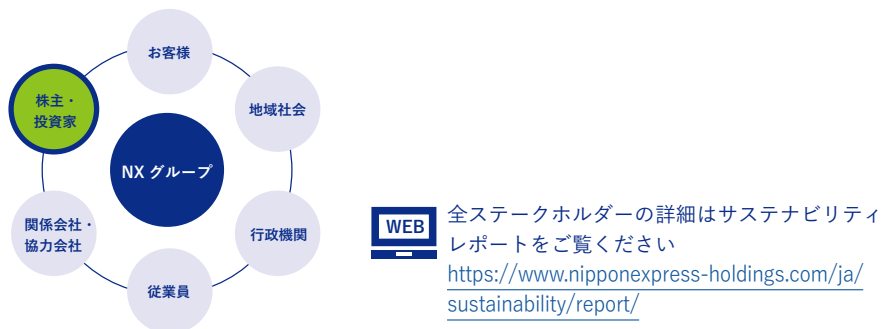 お客様
株主・
投資家
地域社会
NX グループ
関係会社・
協力会社
行政機関
従業員
WEB
全ステークホルダーの詳細はサステナビリティ
レポートをご覧ください
https://www.nipponexpress-holdings.com/ja/
sustainability/report/